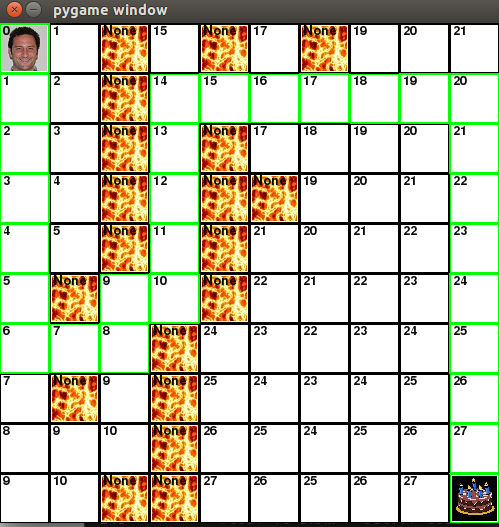 pygame window
0 1 None 15 None 17 None 19 20 21
1 2 None 14 15 16 17 18 19 20
2 3 None 13 None 17 18 19 20 21
3 4 None 12 None None 19 20 21 22
4 5 None 11 None 21 20 21 22 23
5 None 9 10 None 22 21 22 23 24
6 7 8 None 24 23 22 23 24 25
7 None 9 None 25 24 23 24 25 26
8 9 10 None 26 25 24 25 26 27
9 10 None None 27 26 25 26 27